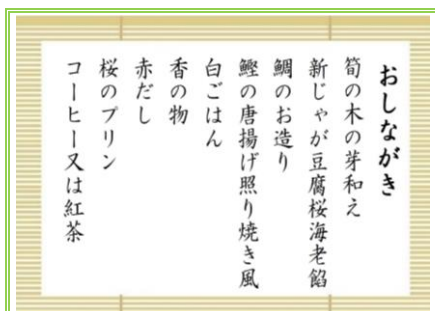 おしながき
筍の木の芽和え
新じゃが豆腐桜海老餡
鯛のお造り
鰹の唐揚げ照り焼き風
白ごはん
香の物
赤だし
桜のプリン
コーヒー又は紅茶